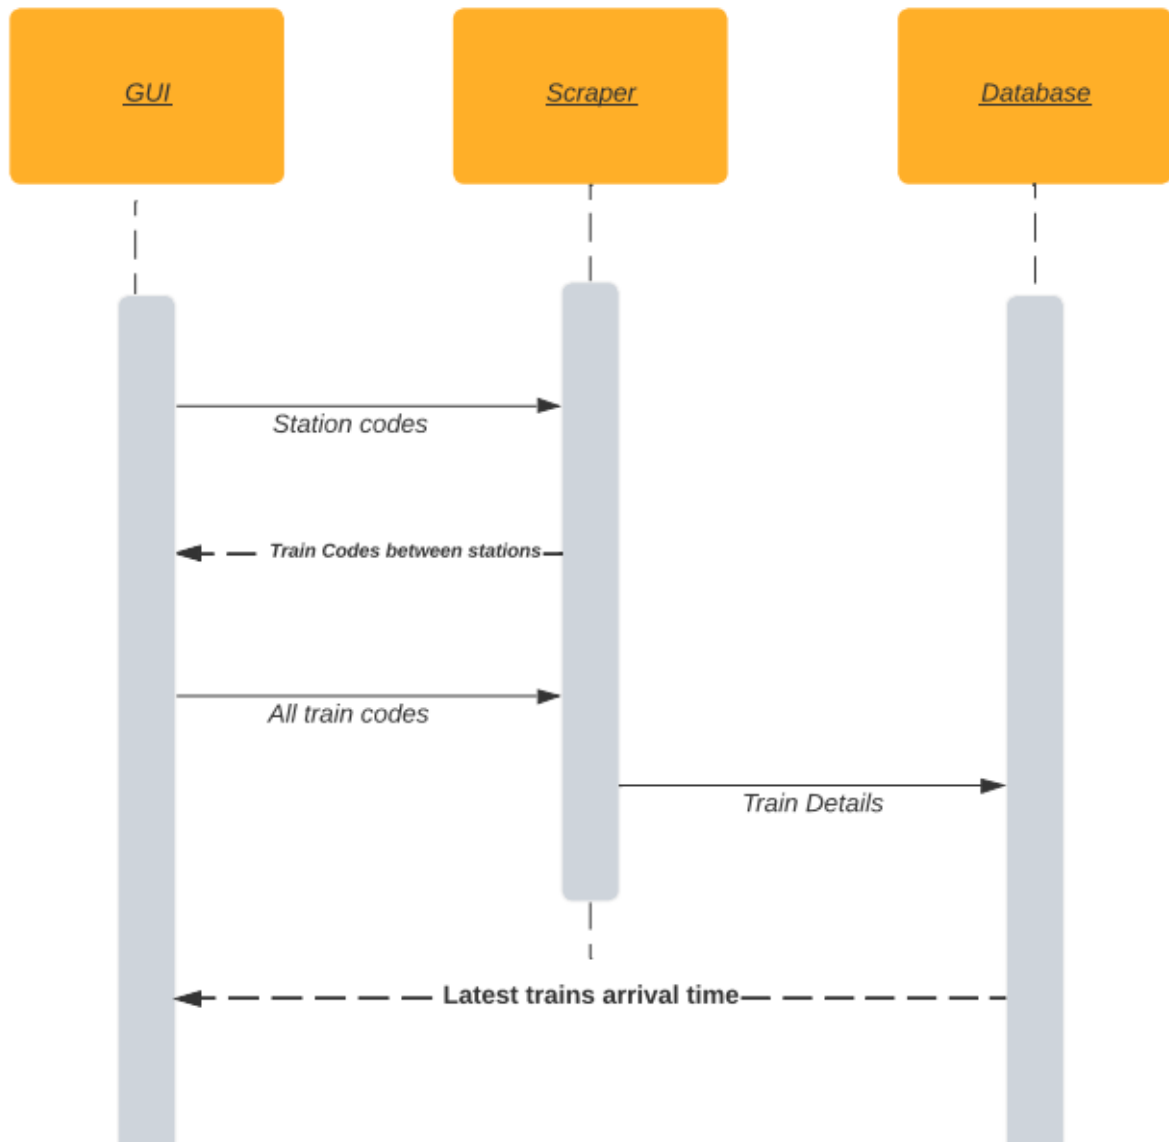 GUI
Scraper
Database
Station codes
Train Codes between stations
All train codes
Train Details
Latest trains arrival time